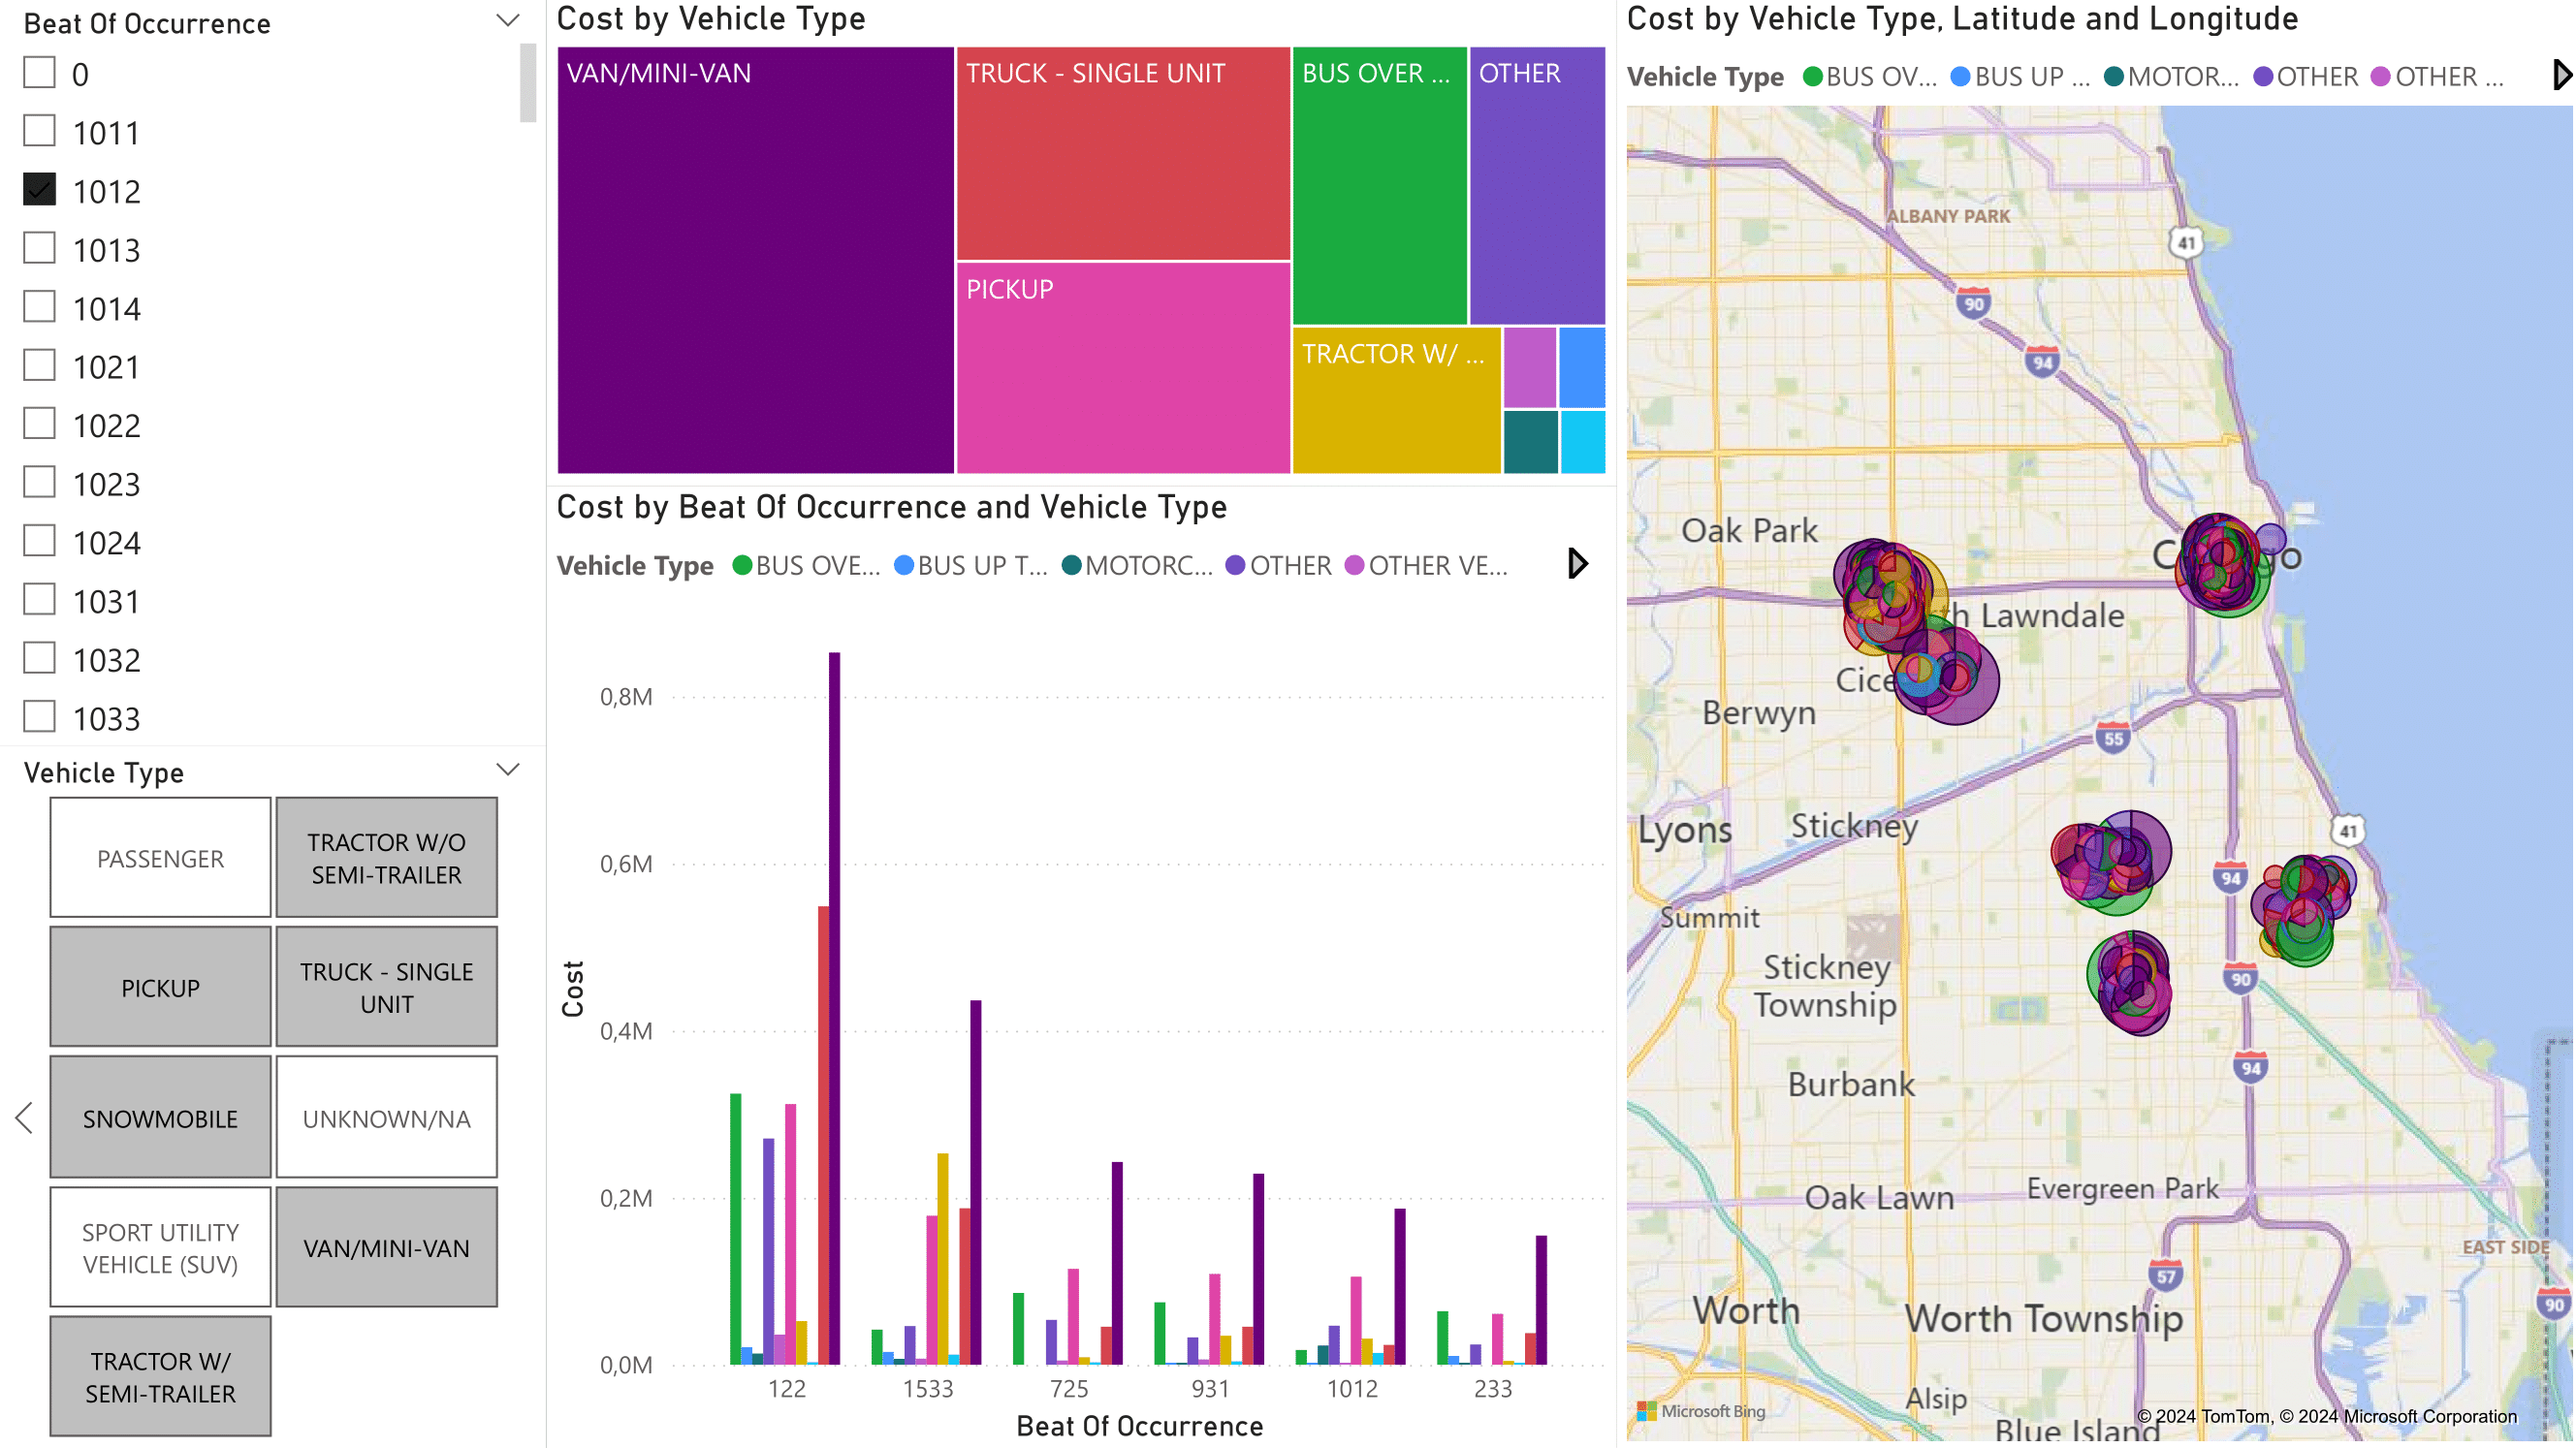 Beat Of Occurrence
0
1011
1012
1013
1014
1021
1022
1023
1024
1031
1032
1033
Vehicle Type
PASSENGER
TRACTOR W/O
SEMI-TRAILER
PICKUP
TRUCK - SINGLE
UNIT
SNOWMOBILE
UNKNOWN/NA
SPORT UTILITY
VEHICLE (SUV)
VAN/MINI-VAN
TRACTOR W/
SEMI-TRAILER
Cost by Vehicle Type
VAN/MINI-VAN
TRUCK - SINGLE UNIT
PICKUP
BUS OVER ...
OTHER
TRACTOR W/ ...
Cost by Beat Of Occurrence and Vehicle Type
Vehicle Type BUS OVE... BUS UP T... MOTORC... OTHER OTHER VE...
Cost
0,8M
0,6M
0,4M
0,2M
0,0M
122 1533 725 931 1012 233
Beat Of Occurrence
Cost by Vehicle Type, Latitude and Longitude
Vehicle Type BUS OV... BUS UP ... MOTOR... OTHER OTHER ...
ALBANY PARK
41
90
94
Oak Park
C go
th Lawndale
Cice
Berwyn
55
Lyons
Stickney
41
94
Summit
Stickney
Township
90
94
Burbank
Oak Lawn
Evergreen Park
EAST SIDE
57
90
Worth
Worth Township
Alsip
Blue Island
Microsoft Bing
© 2024 TomTom, © 2024 Microsoft Corporation